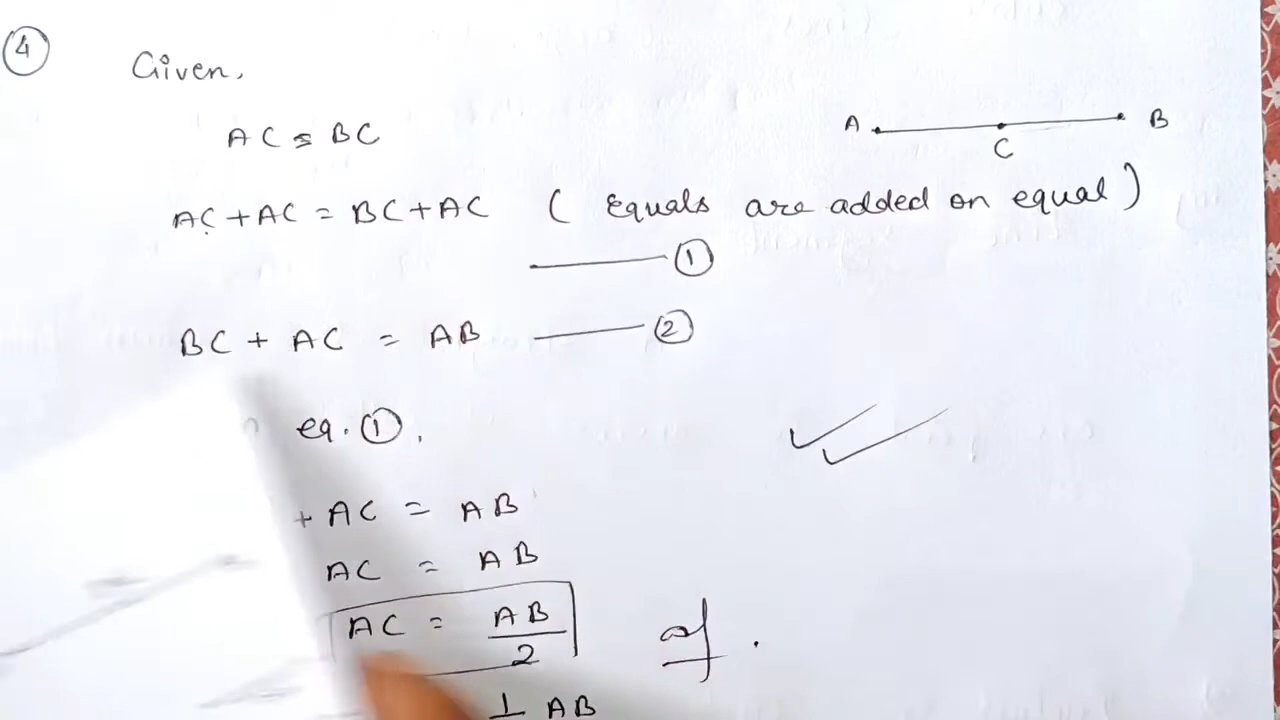 ④
Given,
AC = BC
A C B
AC + AC = BC + AC ( Equals are added on equal )
①
BC + AC = AB ②
eq. ①,
+ AC = AB
AC = AB
AC = AB/2
AB